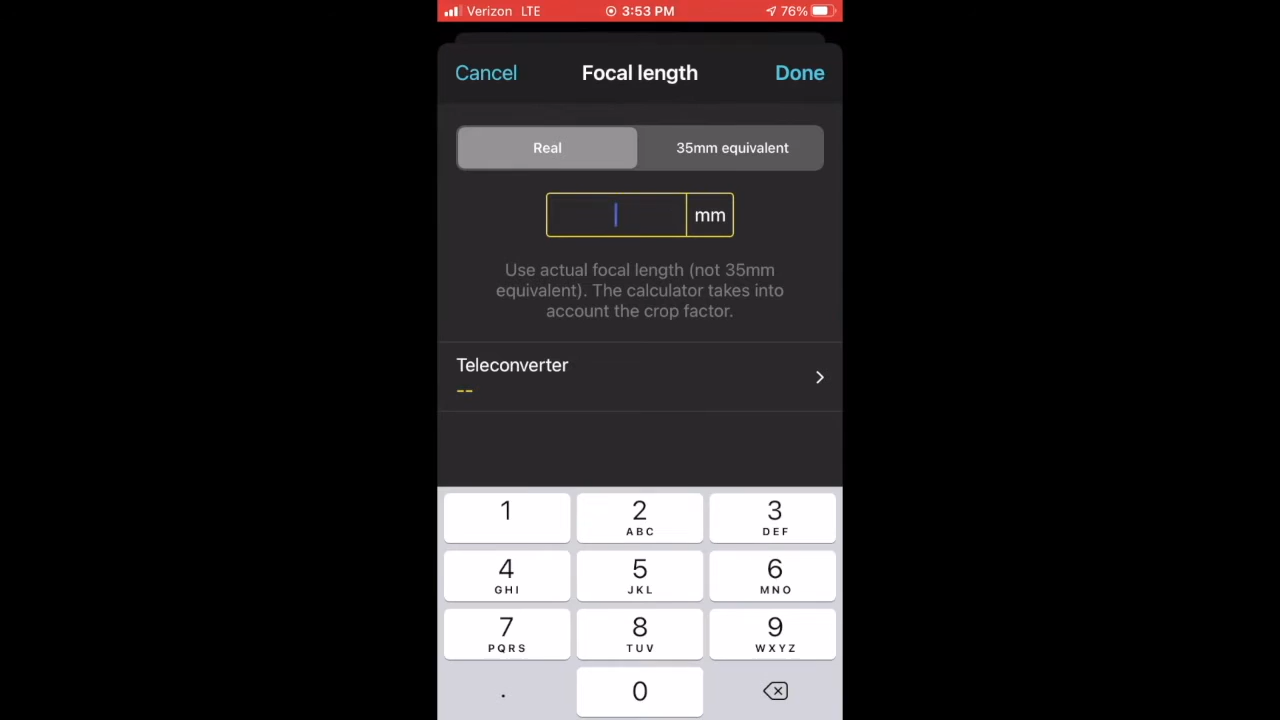 Verizon LTE 3:53 PM 76%
Cancel Focal length Done
Real 35mm equivalent
mm
Use actual focal length (not 35mm
equivalent). The calculator takes into
account the crop factor.
Teleconverter
--
1 2 3
ABC DEF
4 5 6
GHI JKL MNO
7 8 9
PQRS TUV WXYZ
. 0